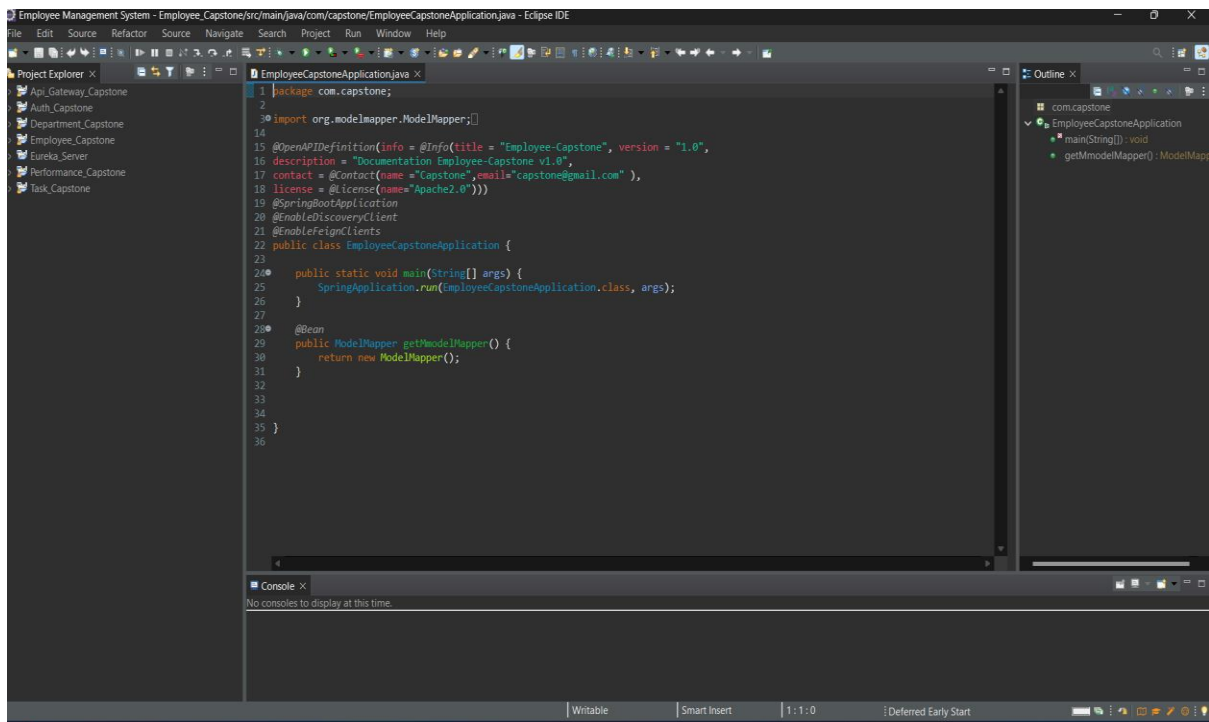 Employee Management System - Employee_Capstone/src/main/java/com/capstone/EmployeeCapstoneApplication.java - Eclipse IDE
File Edit Source Refactor Source Navigate Search Project Run Window Help
Project Explorer
Api_Gateway_Capstone
Auth_Capstone
Department_Capstone
Employee_Capstone
Eureka_Server
Performance_Capstone
Task_Capstone
EmployeeCapstoneApplication.java
1 package com.capstone;
2
3 import org.modelmapper.ModelMapper;
14
15 @OpenAPIDefinition(info = @Info(title = "Employee-Capstone", version = "1.0",
16 description = "Documentation Employee-Capstone v1.0",
17 contact = @Contact(name ="Capstone",email="capstone@gmail.com" ),
18 license = @License(name="Apache2.0")))
19 @SpringBootApplication
20 @EnableDiscoveryClient
21 @EnableFeignClients
22 public class EmployeeCapstoneApplication {
23
24 public static void main(String[] args) {
25 SpringApplication.run(EmployeeCapstoneApplication.class, args);
26 }
27
28 @Bean
29 public ModelMapper getMmodelMapper() {
30 return new ModelMapper();
31 }
32
33
34
35 }
36
Outline
com.capstone
EmployeeCapstoneApplication
main(String[]) : void
getMmodelMapper() : ModelMapp
Console
No consoles to display at this time.
Writable Smart Insert 1:1:0 Deferred Early Start